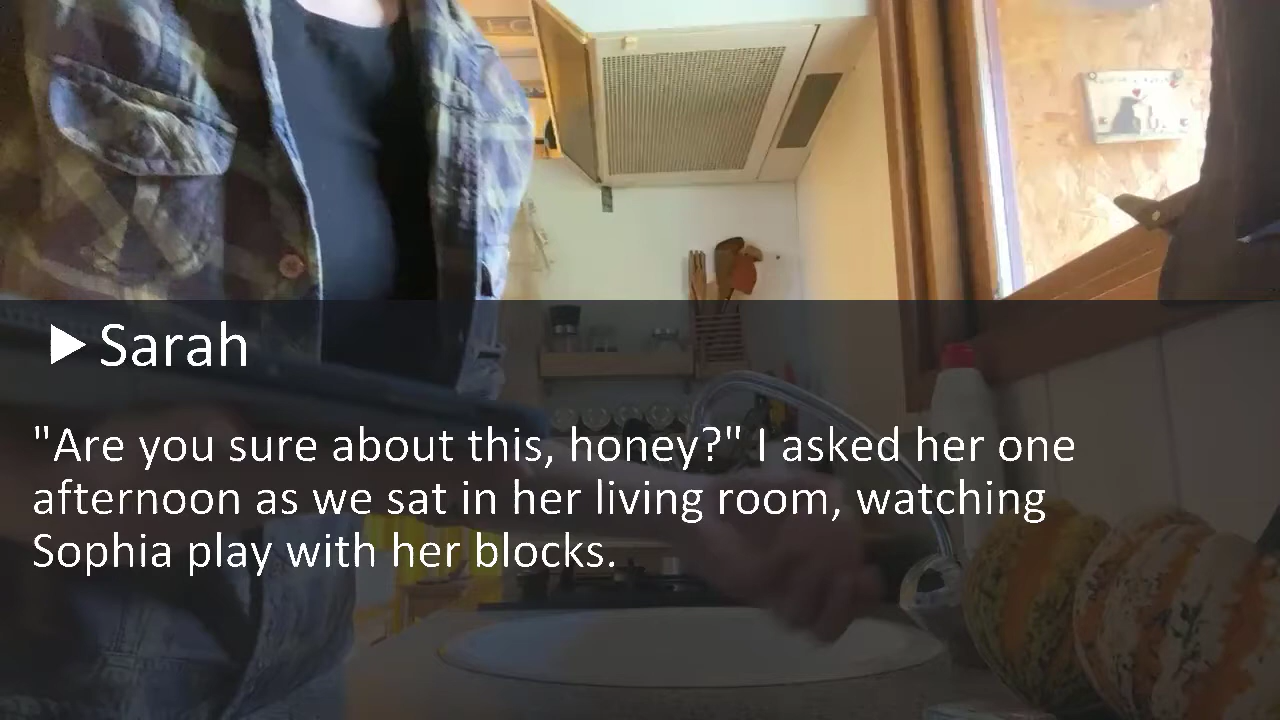 ▶Sarah
"Are you sure about this, honey?" I asked her one
afternoon as we sat in her living room, watching
Sophia play with her blocks.